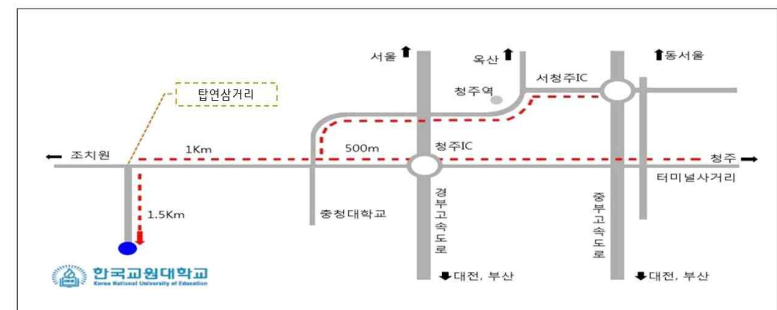 서울
옥산
동서울
탑연삼거리
청주역
서청주IC
조치원
1Km
500m
청주IC
청주
터미널사거리
1.5Km
충청대학교
경부고속도로
중부고속도로
한국교원대학교
Korea National University of Education
대전, 부산
대전, 부산